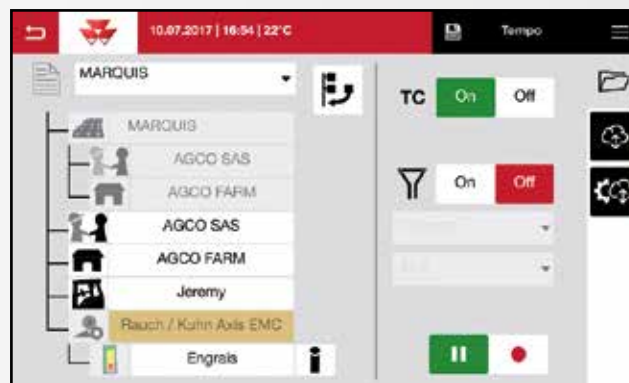 10.07.2017 | 16:54 | 22°C
Tempo
MARQUIS
MARQUIS
AGCO SAS
AGCO FARM
AGCO SAS
AGCO FARM
Jeremy
Rauch / Kuhn Axis EMC
Engrais
TC On Off
On Off